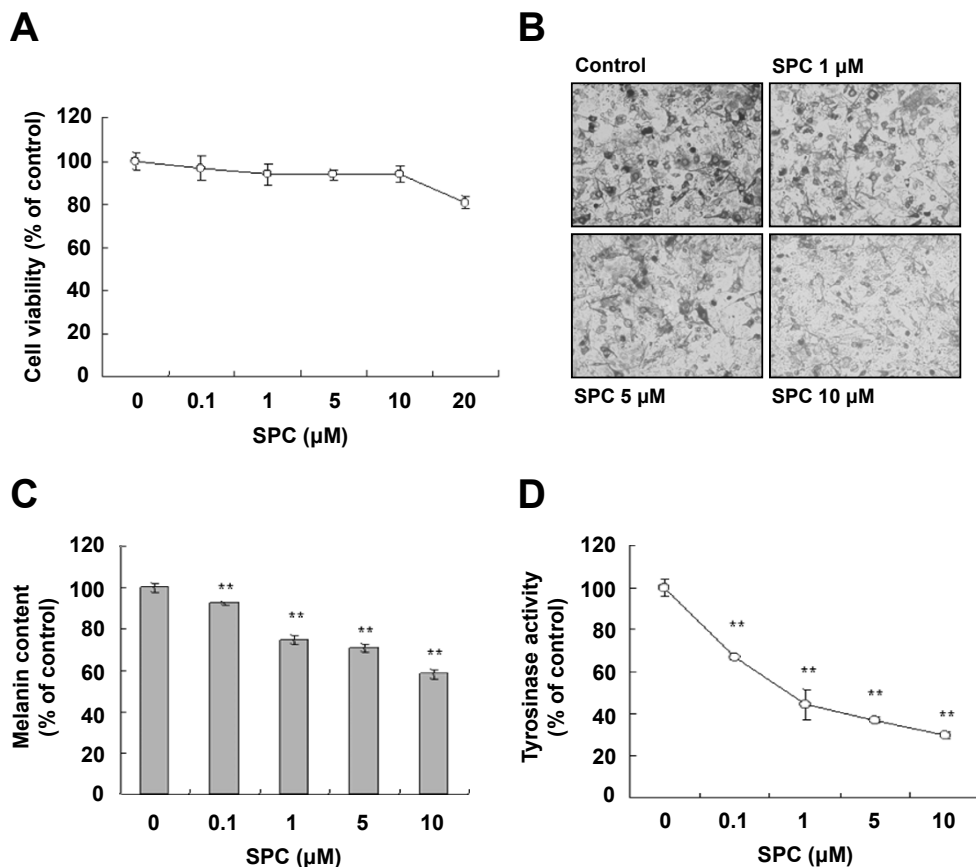 A
Cell viability (% of control)
120
100
80
60
40
20
0
0 0.1 1 5 10 20
SPC (µM)
B
Control
SPC 1 µM
SPC 5 µM
SPC 10 µM
C
Melanin content
(% of control)
120
100
80
60
40
20
0
**
**
**
**
0 0.1 1 5 10
SPC (µM)
D
Tyrosinase activity
(% of control)
120
100
80
60
40
20
0
**
**
**
**
0 0.1 1 5 10
SPC (µM)